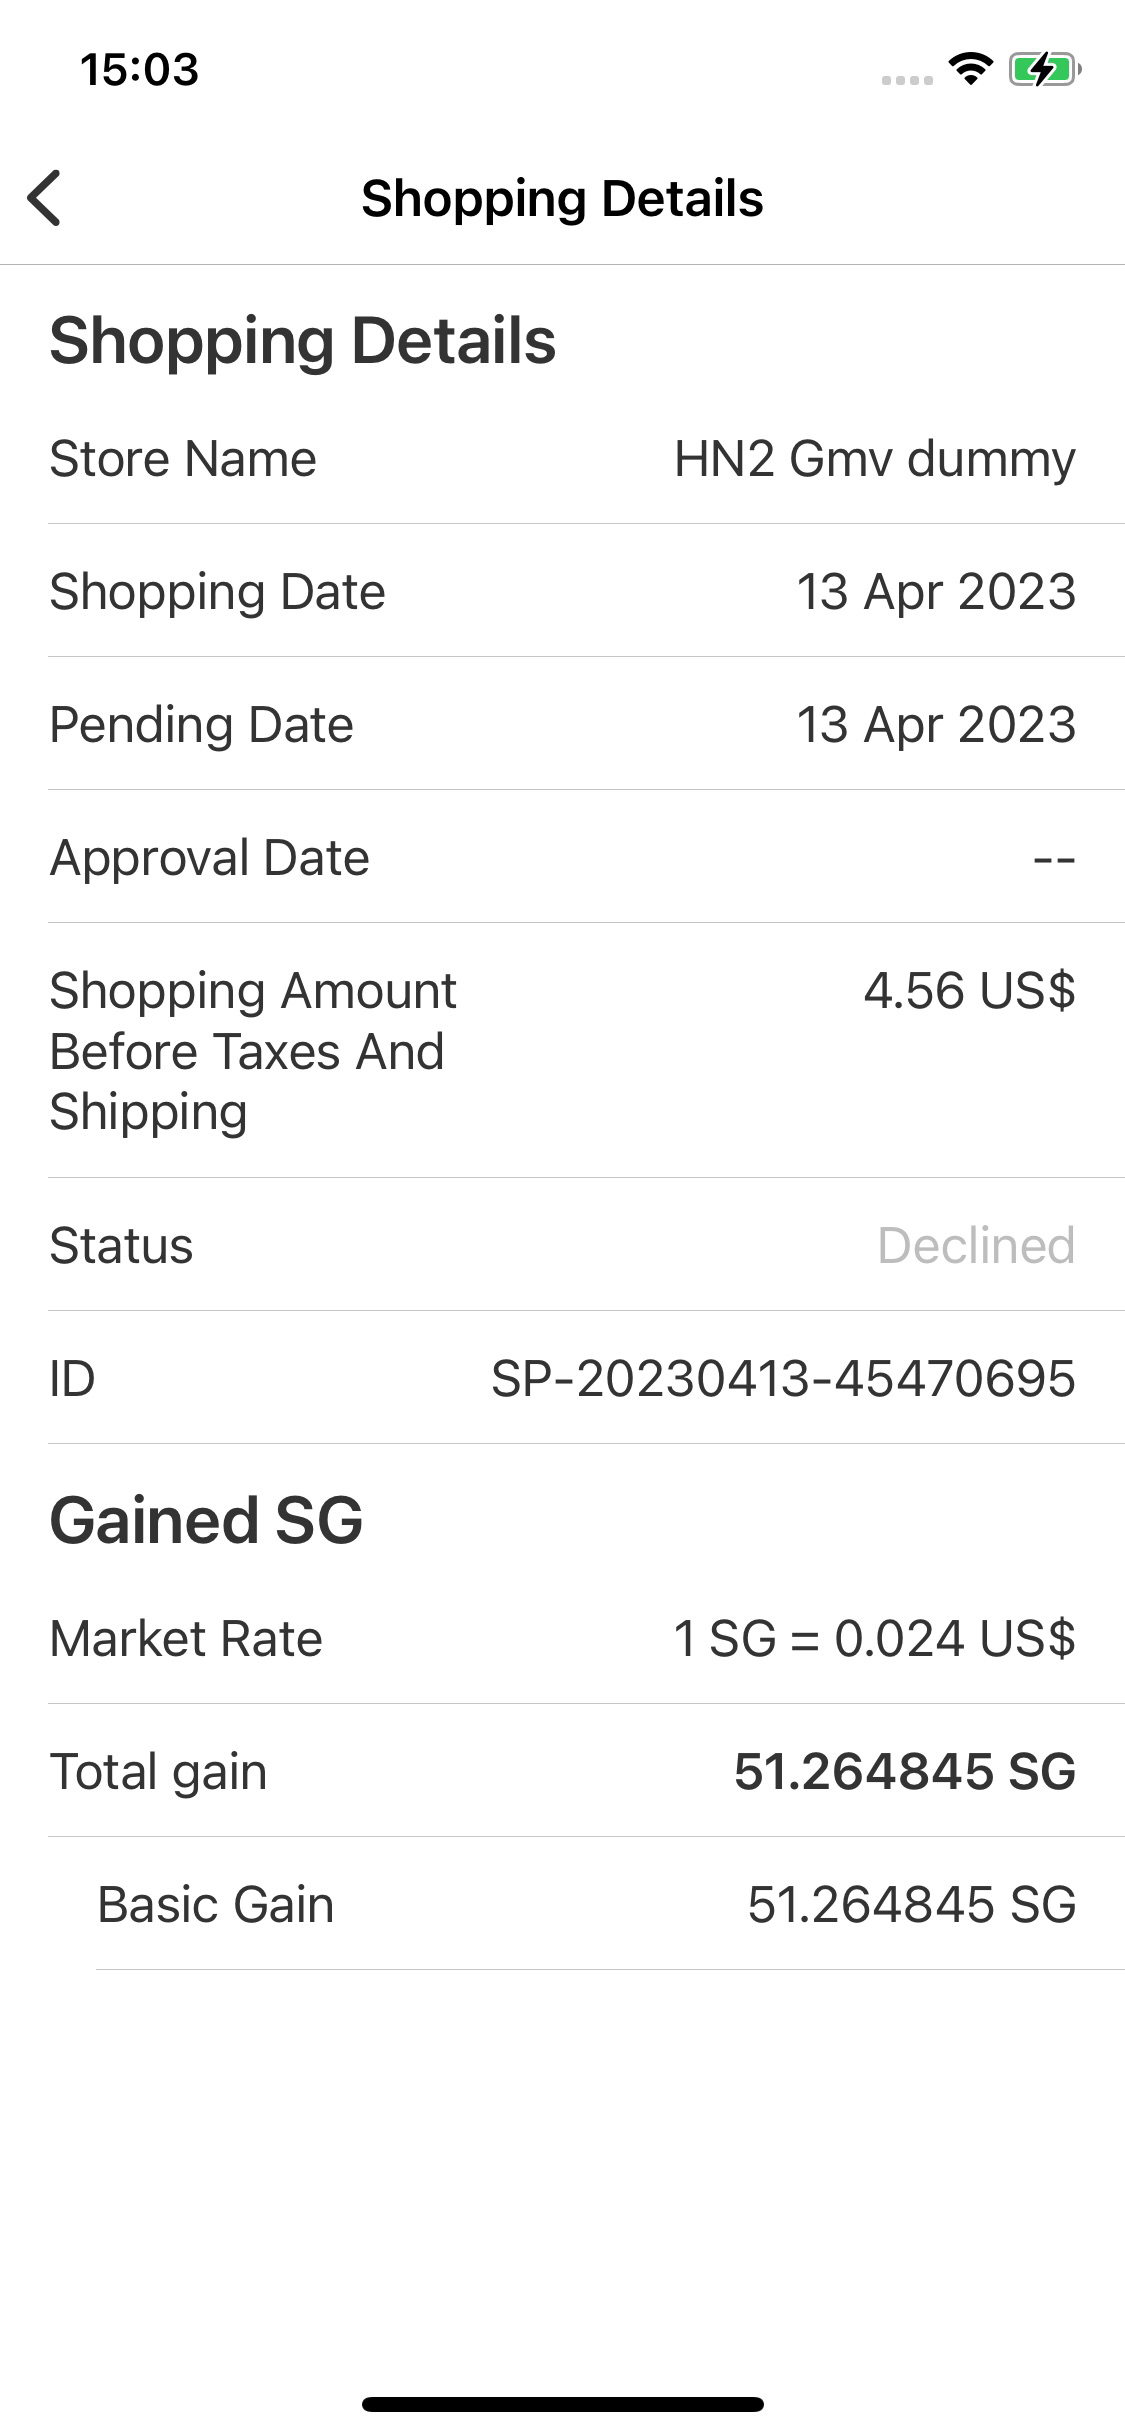 15:03
Shopping Details
Shopping Details
Store Name HN2 Gmv dummy
Shopping Date 13 Apr 2023
Pending Date 13 Apr 2023
Approval Date --
Shopping Amount 4.56 US$
Before Taxes And
Shipping
Status Declined
ID SP-20230413-45470695
Gained SG
Market Rate 1 SG = 0.024 US$
Total gain 51.264845 SG
Basic Gain 51.264845 SG